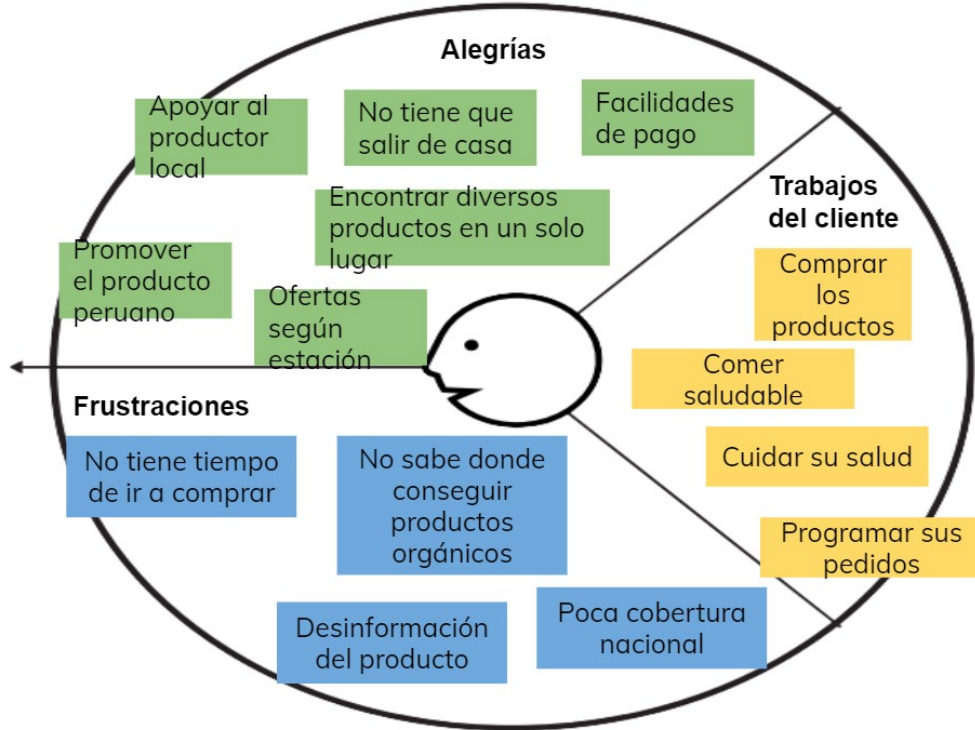 Alegrías
Apoyar al
productor
local
No tiene que
salir de casa
Facilidades
de pago
Encontrar diversos
productos en un solo
lugar
Promover
el producto
peruano
Ofertas
según
estación
Trabajos
del cliente
Comprar
los
productos
Comer
saludable
Cuidar su salud
Programar sus
pedidos
Frustraciones
No tiene tiempo
de ir a comprar
No sabe donde
conseguir
productos
orgánicos
Desinformación
del producto
Poca cobertura
nacional